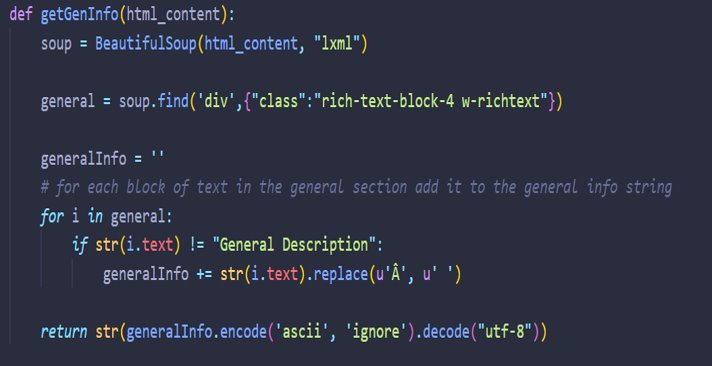 def getGenInfo(html_content):
    soup = BeautifulSoup(html_content, "lxml")
    general = soup.find('div',{"class":"rich-text-block-4 w-richtext"})
    generalInfo = ''
    # for each block of text in the general section add it to the general info string
    for i in general:
        if str(i.text) != "General Description":
            generalInfo += str(i.text).replace(u'Â', u' ')
    return str(generalInfo.encode('ascii', 'ignore').decode("utf-8"))